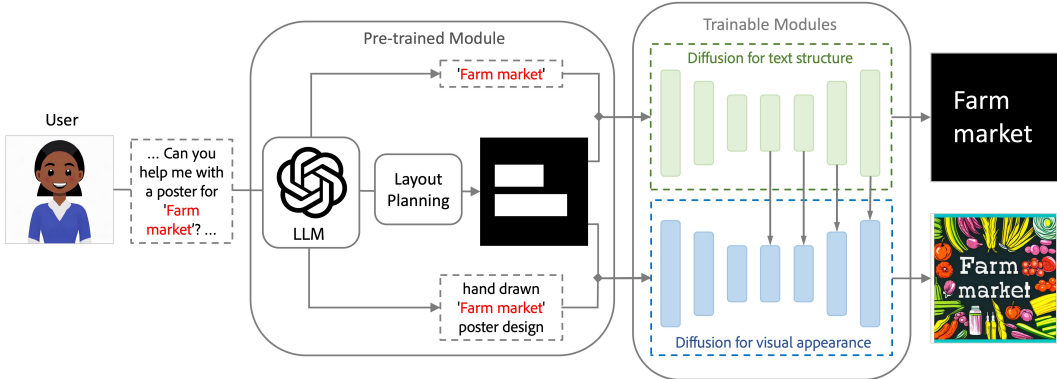 User
... Can you
help me with
a poster for
'Farm
market'? ...
Pre-trained Module
'Farm market'
LLM
Layout
Planning
hand drawn
'Farm market'
poster design
Trainable Modules
Diffusion for text structure
Diffusion for visual appearance
Farm
market
Farm
market